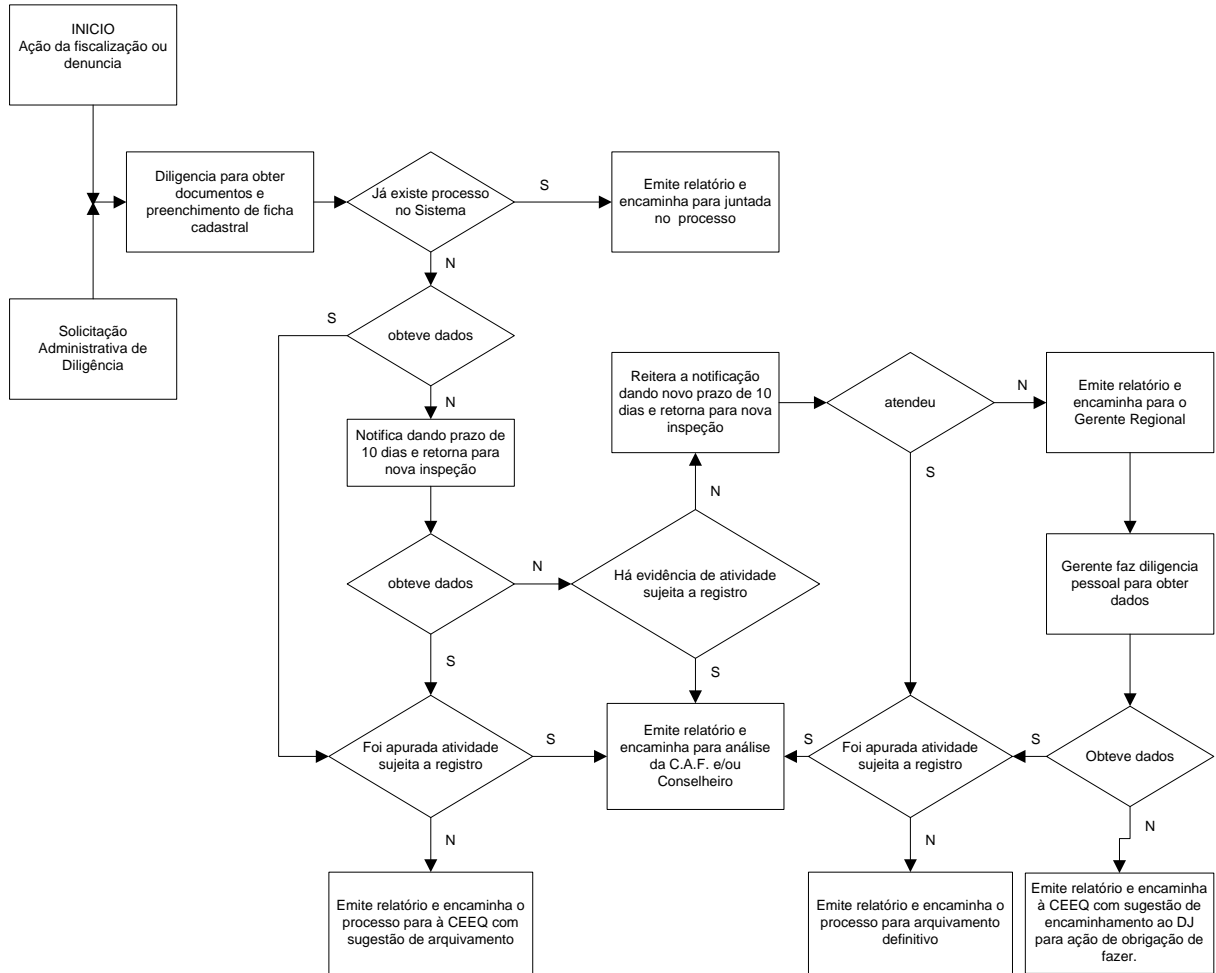 INICIO
Ação da fiscalização ou
denuncia
Diligencia para obter
documentos e
preenchimento de ficha
cadastral
Já existe processo
no Sistema
S
Emite relatório e
encaminha para juntada
no processo
N
Solicitação
Administrativa de
Diligência
S
obteve dados
N
Notifica dando prazo de
10 dias e retorna para
nova inspeção
Reitera a notificação
dando novo prazo de 10
dias e retorna para nova
inspeção
atendeu
N
Emite relatório e
encaminha para o
Gerente Regional
S
N
obteve dados
N
Há evidência de atividade
sujeita a registro
Gerente faz diligencia
pessoal para obter
dados
S
S
Foi apurada atividade
sujeita a registro
S
Emite relatório e
encaminha para análise
da C.A.F. e/ou
Conselheiro
S
Foi apurada atividade
sujeita a registro
S
Obteve dados
N
N
N
Emite relatório e encaminha o
processo para à CEEQ com
sugestão de arquivamento
Emite relatório e encaminha o
processo para arquivamento
definitivo
Emite relatório e encaminha
à CEEQ com sugestão de
encaminhamento ao DJ
para ação de obrigação de
fazer.